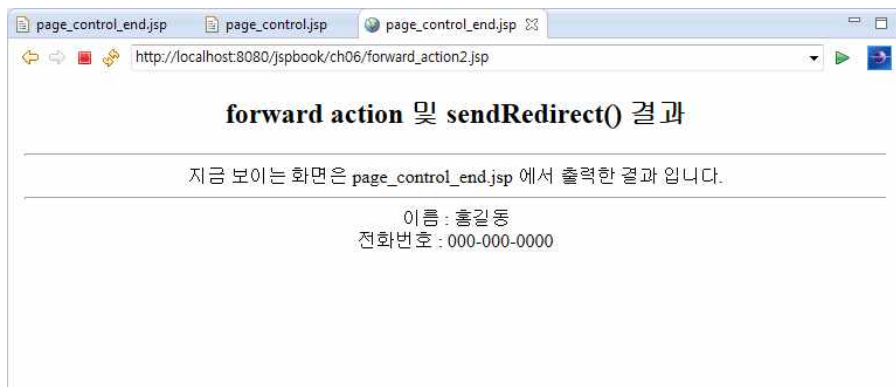 page_control_end.jsp page_control.jsp page_control_end.jsp
http://localhost:8080/jspbook/ch06/forward_action2.jsp
forward action 및 sendRedirect() 결과
지금 보이는 화면은 page_control_end.jsp 에서 출력한 결과 입니다.
이름 : 홍길동
전화번호 : 000-000-0000